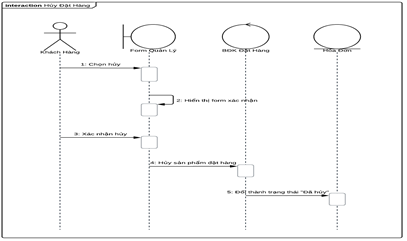 interaction Hủy Đặt Hàng
Khách Hàng
Form Quản Lý
BĐK Đặt Hàng
Hóa Đơn
1: Chọn hủy
2: Hiển thị form xác nhận
3: Xác nhận hủy
4: Hủy sản phẩm đặt hàng
5: Đổi thành trạng thái "Đã hủy"